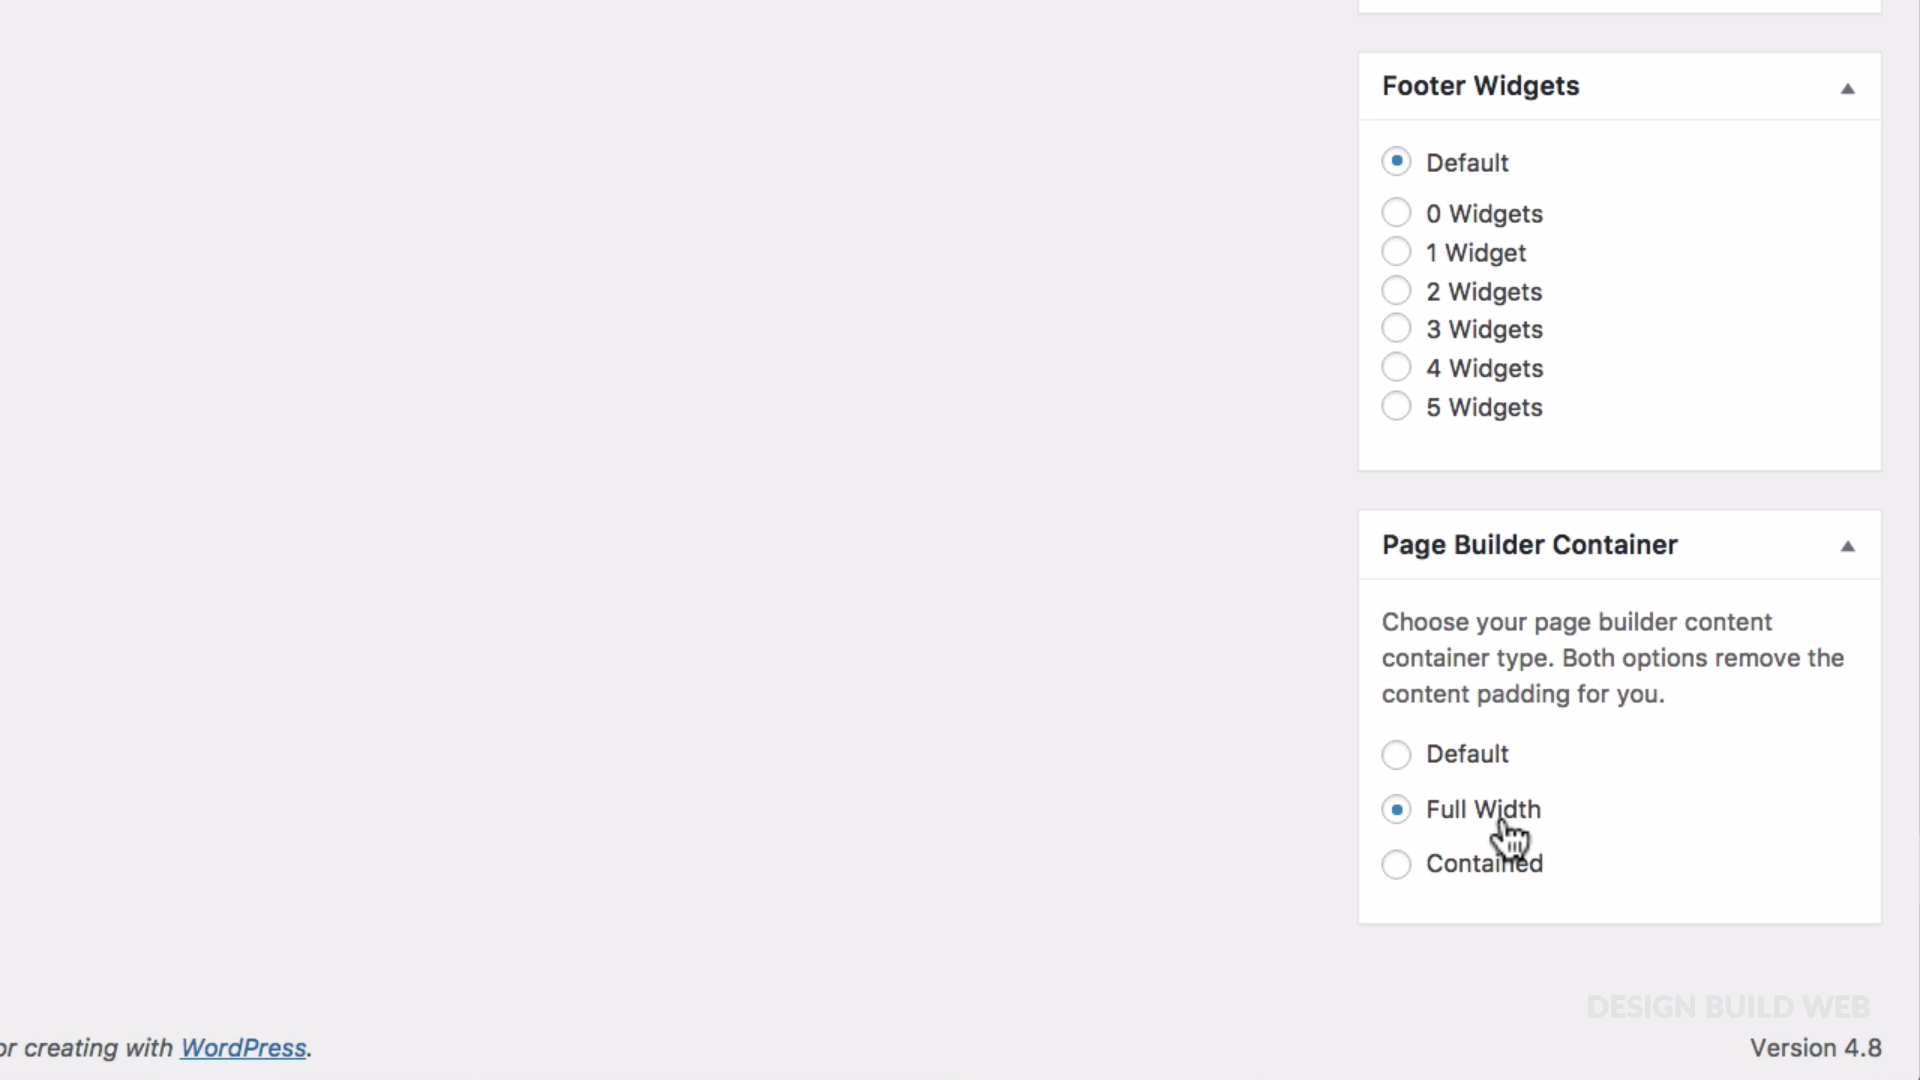 Footer Widgets
Default
0 Widgets
1 Widget
2 Widgets
3 Widgets
4 Widgets
5 Widgets
Page Builder Container
Choose your page builder content
container type. Both options remove the
content padding for you.
Default
Full Width
Contained
DESIGN BUILD WEB
or creating with WordPress.
Version 4.8